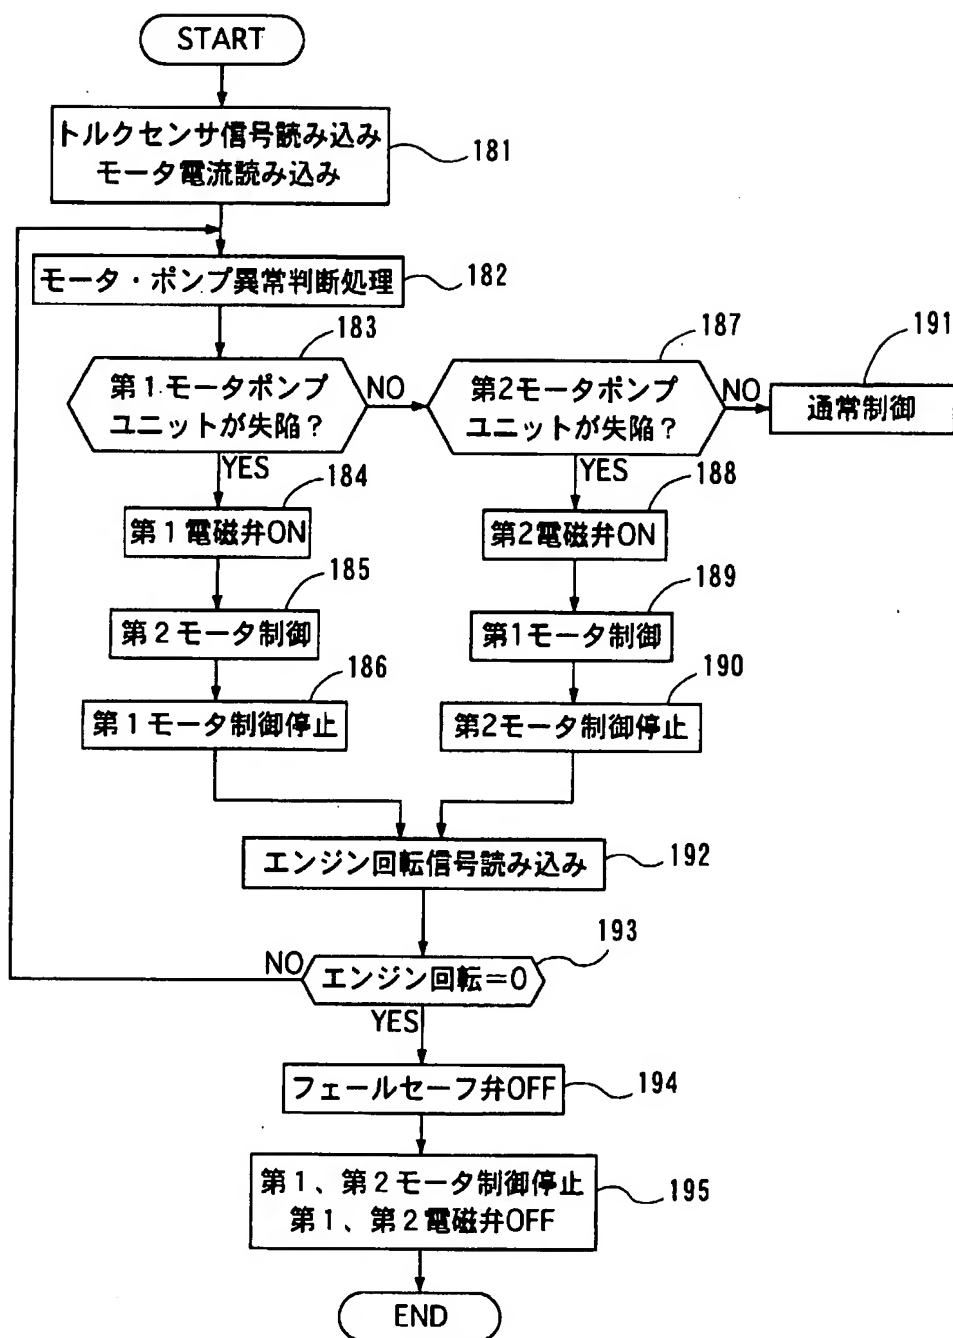 START
トルクセンサ信号読み込み
モータ電流読み込み
181
モータ・ポンプ異常判断処理
182
183
第１モータポンプ
ユニットが失陥？
NO
187
第2モータポンプ
ユニットが失陥？
NO
191
通常制御
YES
184
第１電磁弁ON
YES
188
第2電磁弁ON
185
第２モータ制御
189
第1モータ制御
186
第１モータ制御停止
190
第2モータ制御停止
エンジン回転信号読み込み
192
193
NO
エンジン回転＝0
YES
フェールセーフ弁OFF
194
第１、第２モータ制御停止
第１、第２電磁弁OFF
195
END